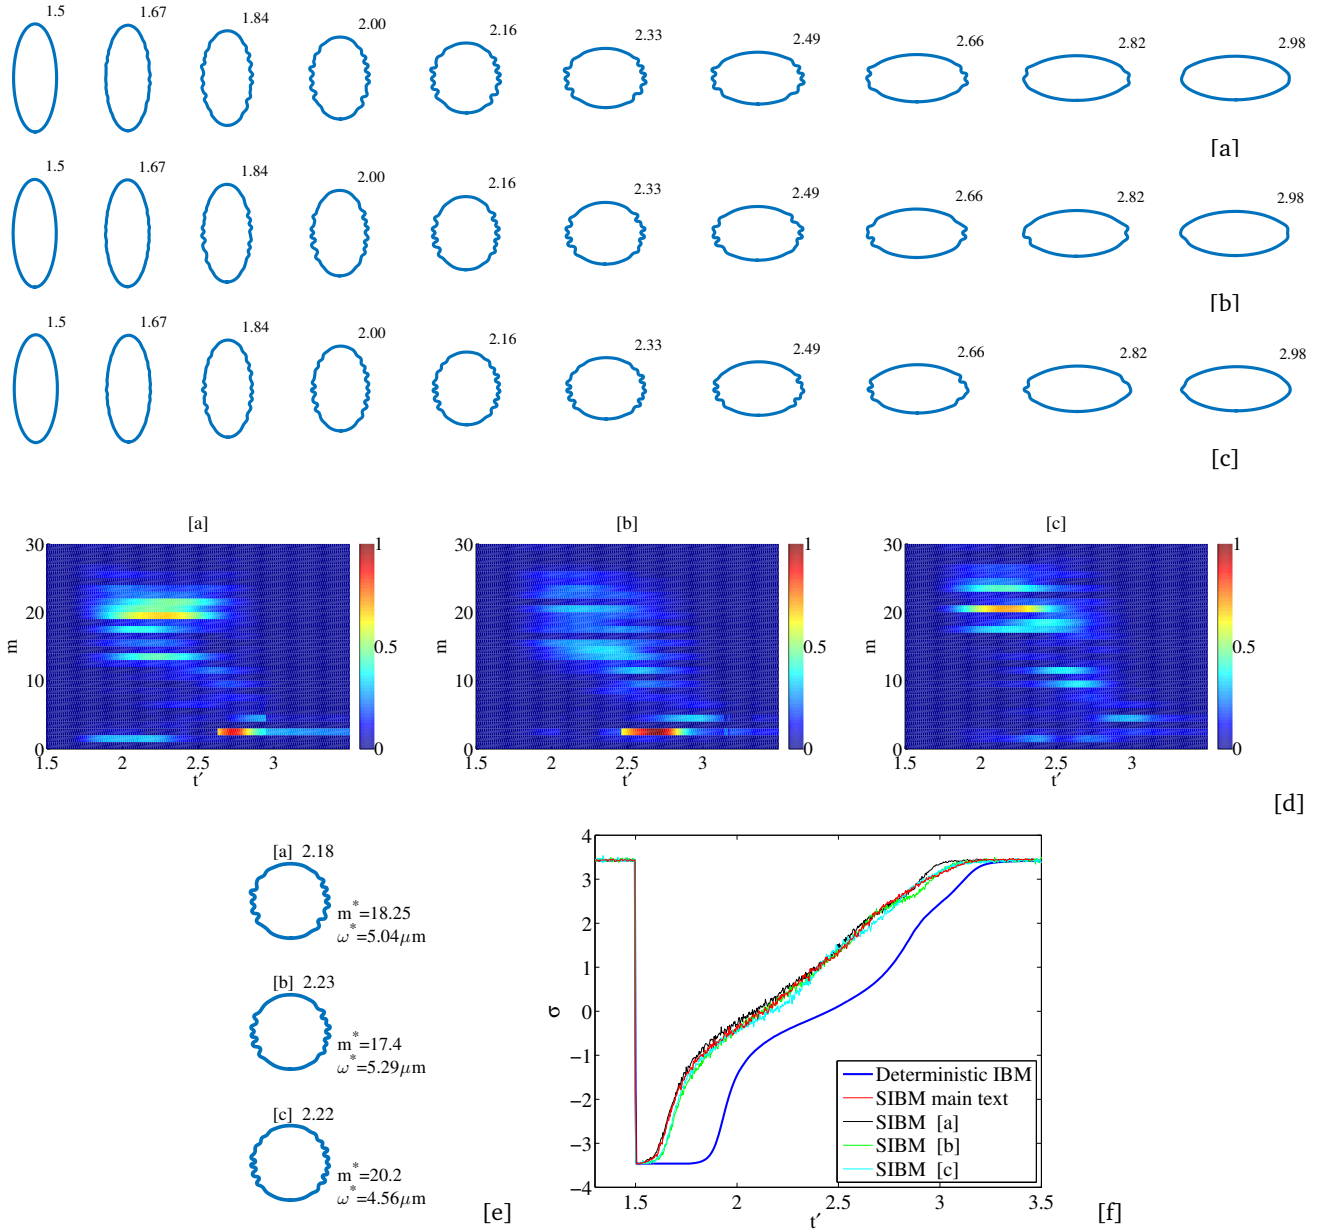 1.5 1.67 1.84 2.00 2.16 2.33 2.49 2.66 2.82 2.98
[a]
1.5 1.67 1.84 2.00 2.16 2.33 2.49 2.66 2.82 2.98
[b]
1.5 1.67 1.84 2.00 2.16 2.33 2.49 2.66 2.82 2.98
[c]
[a]
30
20
10
0
m
1.5 2 2.5 3
t′
1
0.5
0
[b]
30
20
10
0
m
1.5 2 2.5 3
t′
1
0.5
0
[c]
30
20
10
0
m
1.5 2 2.5 3
t′
1
0.5
0
[d]
[a] 2.18
m*=18.25
ω*=5.04μm
[b] 2.23
m*=17.4
ω*=5.29μm
[c] 2.22
m*=20.2
ω*=4.56μm
[e]
4
3
2
1
0
−1
−2
−3
−4
σ
1.5 2 2.5 3 3.5
t′
Deterministic IBM
SIBM main text
SIBM [a]
SIBM [b]
SIBM [c]
[f]